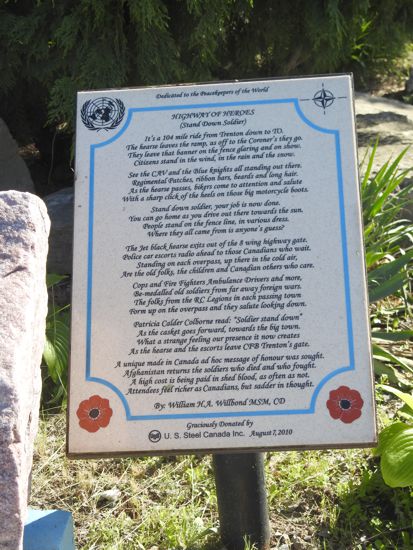 Dedicated to the Peacekeepers of the World
HIGHWAY OF HEROES
(Stand Down Soldier)
It's a 104 mile ride from Trenton down to TO.
The hearse leaves the ramp, as off to the Coroner's they go.
They leave that banner on the fence glaring and on show.
Citizens stand in the wind, in the rain and the snow.
See the CAV and the Blue knights all standing out there.
Regimental Patches, ribbon bars, beards and long hair.
As the hearse passes, bikers come to attention and salute
With a sharp click of the heels on those big motorcycle boots.
Stand down soldier, your job is now done.
You can go home as you drive out there towards the sun.
People stand on the fence line, in various dress.
Where they all came from is anyone's guess?
The Jet black hearse exits out of the 8 wing highway gate.
Police car escorts radio ahead to those Canadians who wait.
Standing on each overpass, up there in the cold air,
Are the old folks, the children and Canadian others who care.
Cops and Fire Fighters Ambulance Drivers and more,
Be-medalled old soldiers from far away foreign wars.
The folks from the RC Legions in each passing town
Form up on the overpass and they salute looking down.
Patricia Calder Colborne read: "Soldier stand down"
As the casket goes forward, towards the big town.
What a strange feeling our presence it now creates
As the hearse and the escorts leave CFB Trenton's gate.
A unique made in Canada ad hoc message of honour was sought.
Afghanistan returns the soldiers who died and who fought.
A high cost is being paid in shed blood, as often as not.
Attendees feel richer as Canadians, but sadder in thought.
By: William H.A. Willbond MSM, CD
Graciously Donated by
U. S. Steel Canada Inc. August 7, 2010